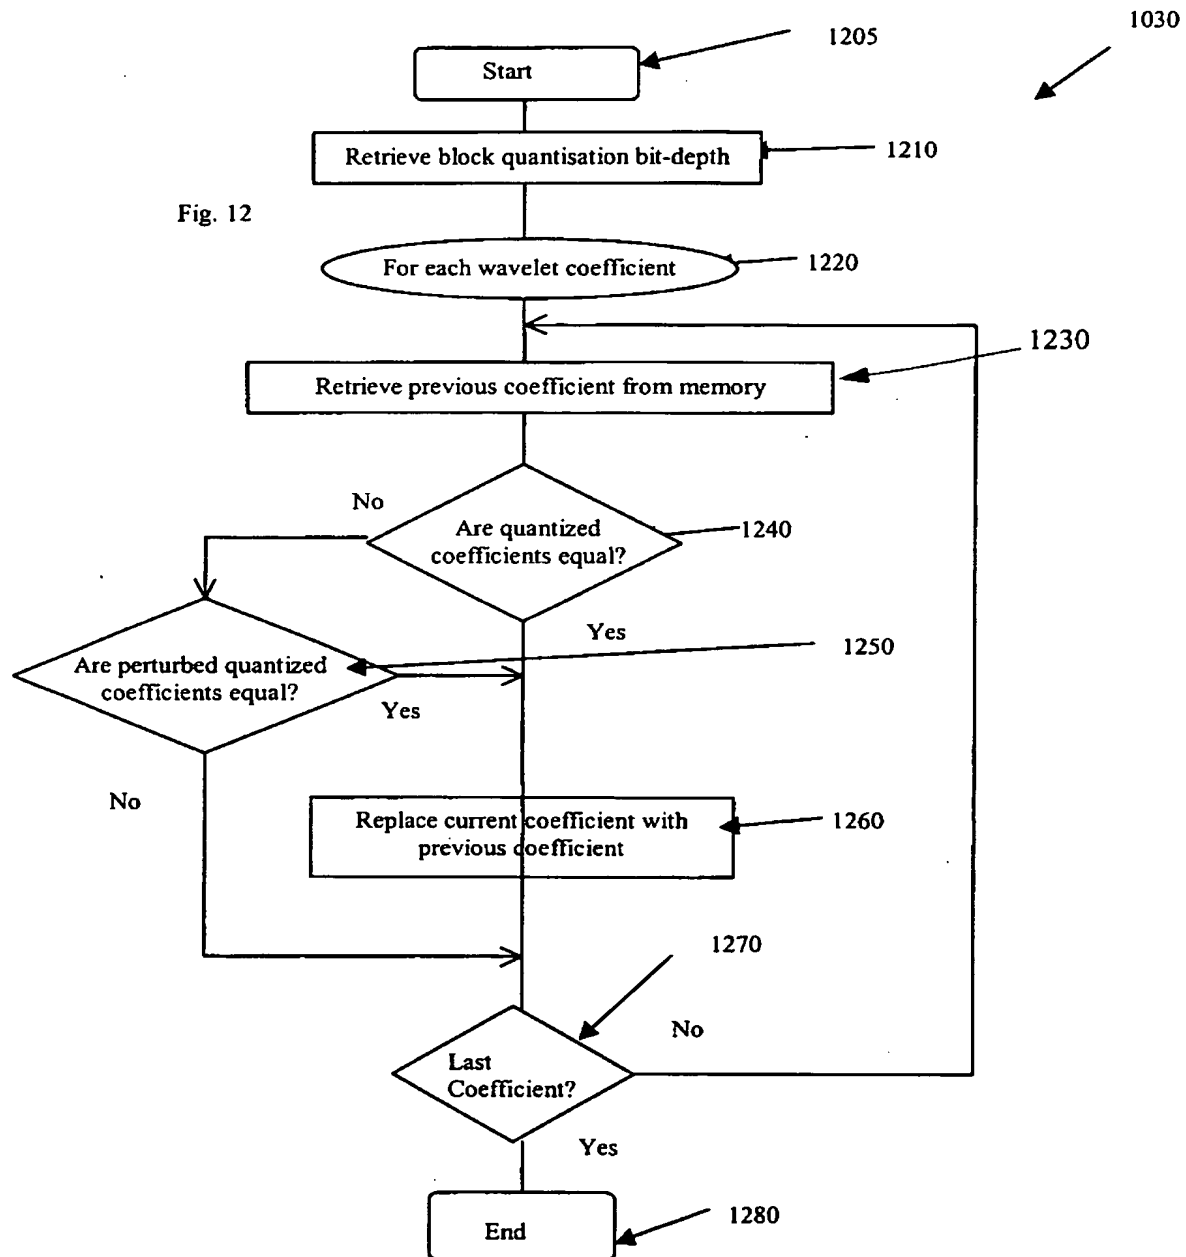 1030
1205
Start
Retrieve block quantisation bit-depth
1210
Fig. 12
For each wavelet coefficient
1220
1230
Retrieve previous coefficient from memory
No
Are quantized
coefficients equal?
1240
Yes
1250
Are perturbed quantized
coefficients equal?
Yes
No
Replace current coefficient with
previous coefficient
1260
1270
No
Last
Coefficient?
Yes
End
1280